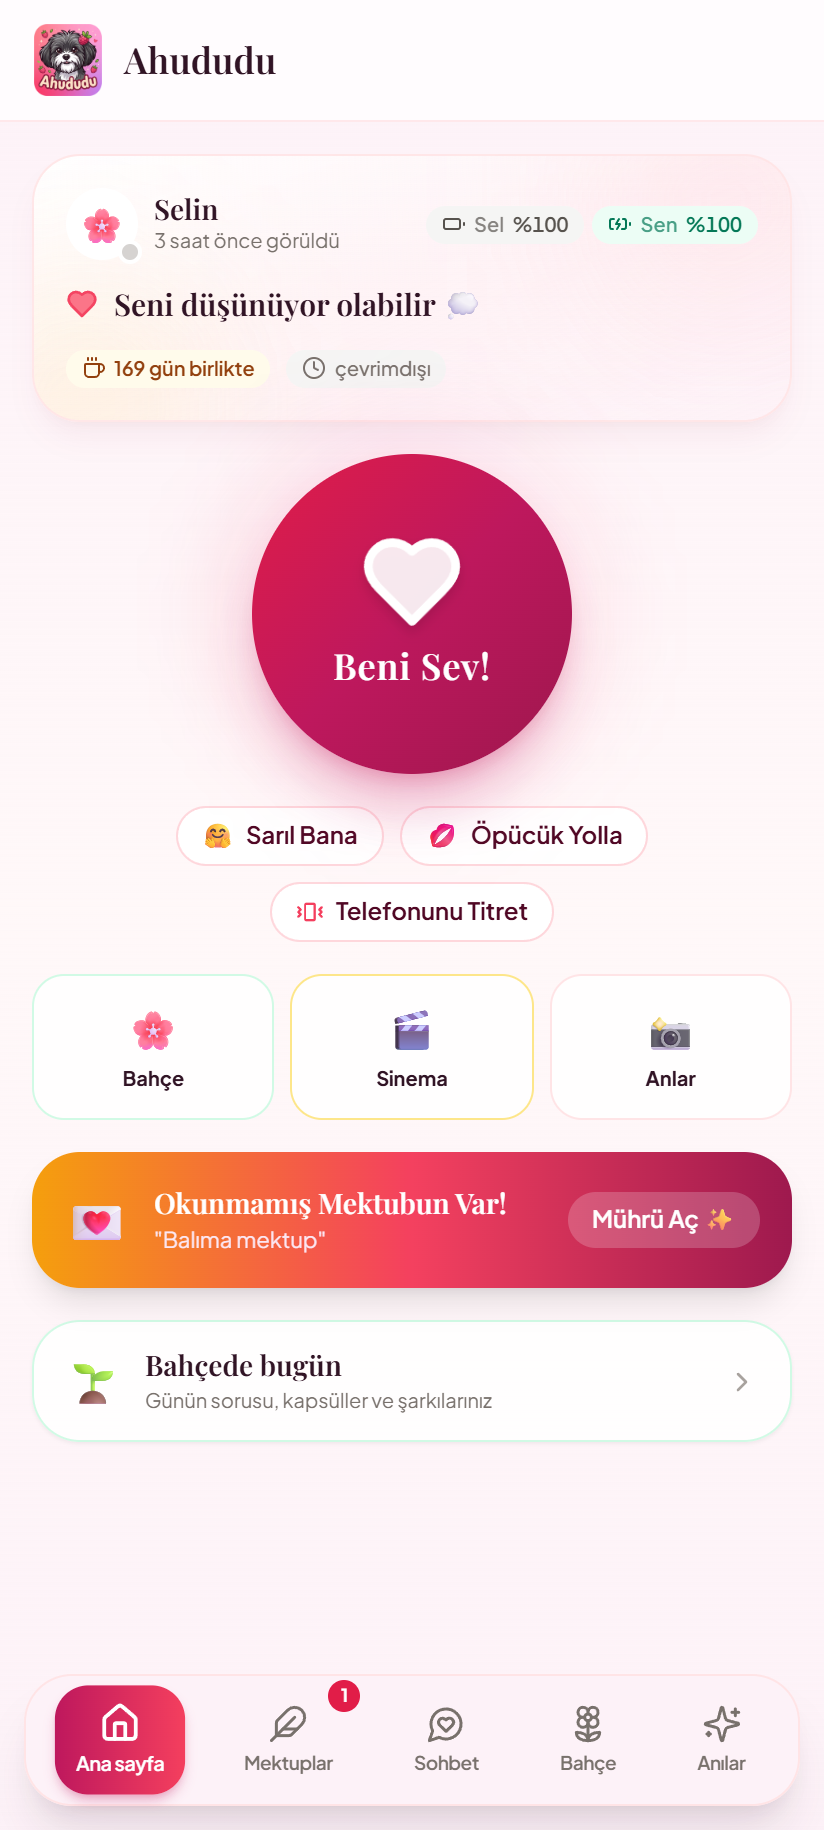 Ahududu
Ahududu
Selin
3 saat önce görüldü
Sel %100
Sen %100
Seni düşünüyor olabilir
169 gün birlikte
çevrimdışı
Beni Sev!
Sarıl Bana
Öpücük Yolla
Telefonunu Titret
Bahçe
Sinema
Anlar
Okunmamış Mektubun Var!
"Balıma mektup"
Mührü Aç
Bahçede bugün
Günün sorusu, kapsüller ve şarkılarınız
1
Ana sayfa
Mektuplar
Sohbet
Bahçe
Anılar